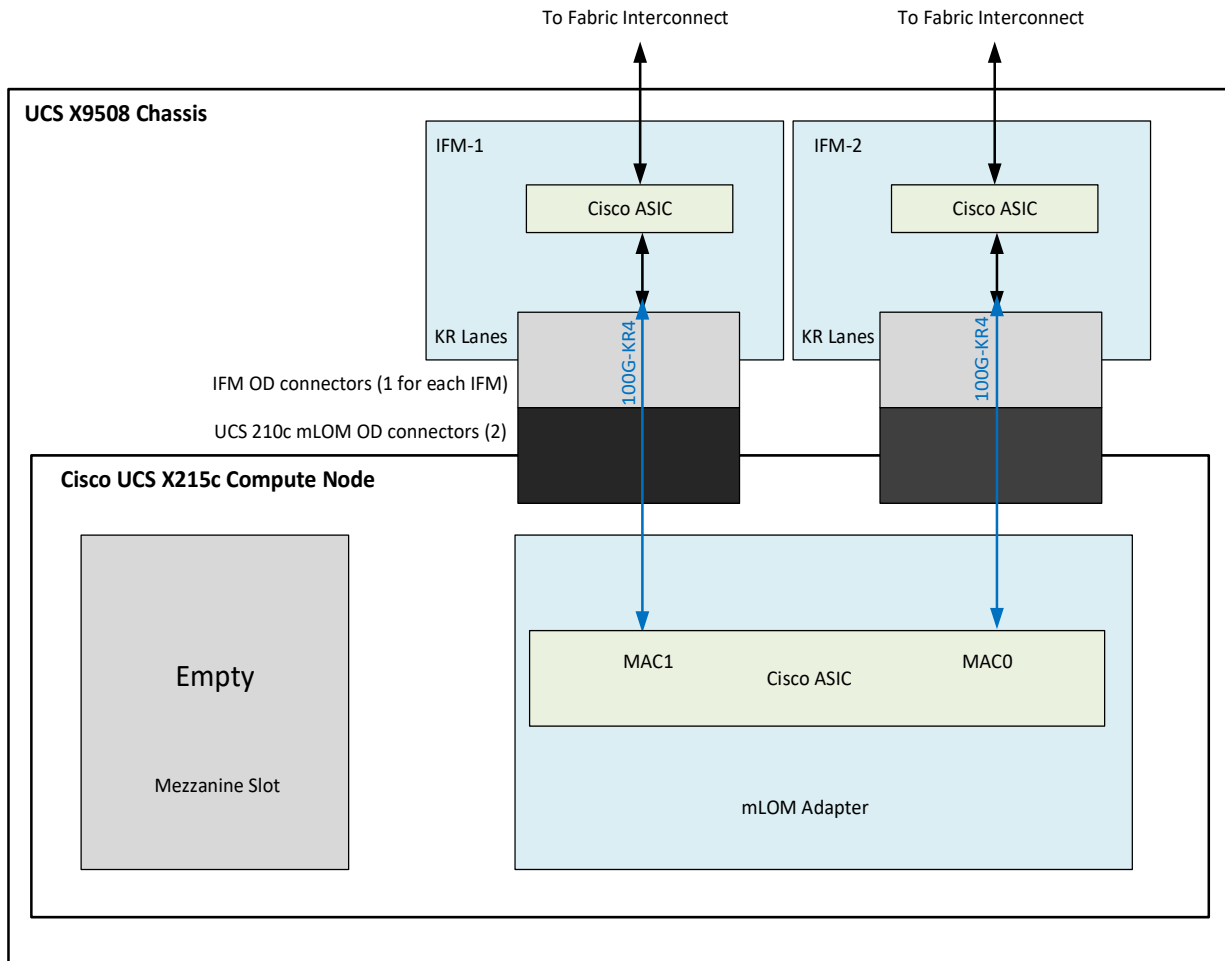 To Fabric Interconnect
To Fabric Interconnect
UCS X9508 Chassis
IFM-1
IFM-2
Cisco ASIC
Cisco ASIC
KR Lanes
100G-KR4
KR Lanes
100G-KR4
IFM OD connectors (1 for each IFM)
UCS 210c mLOM OD connectors (2)
Cisco UCS X215c Compute Node
Empty
Mezzanine Slot
MAC1
MAC0
Cisco ASIC
mLOM Adapter